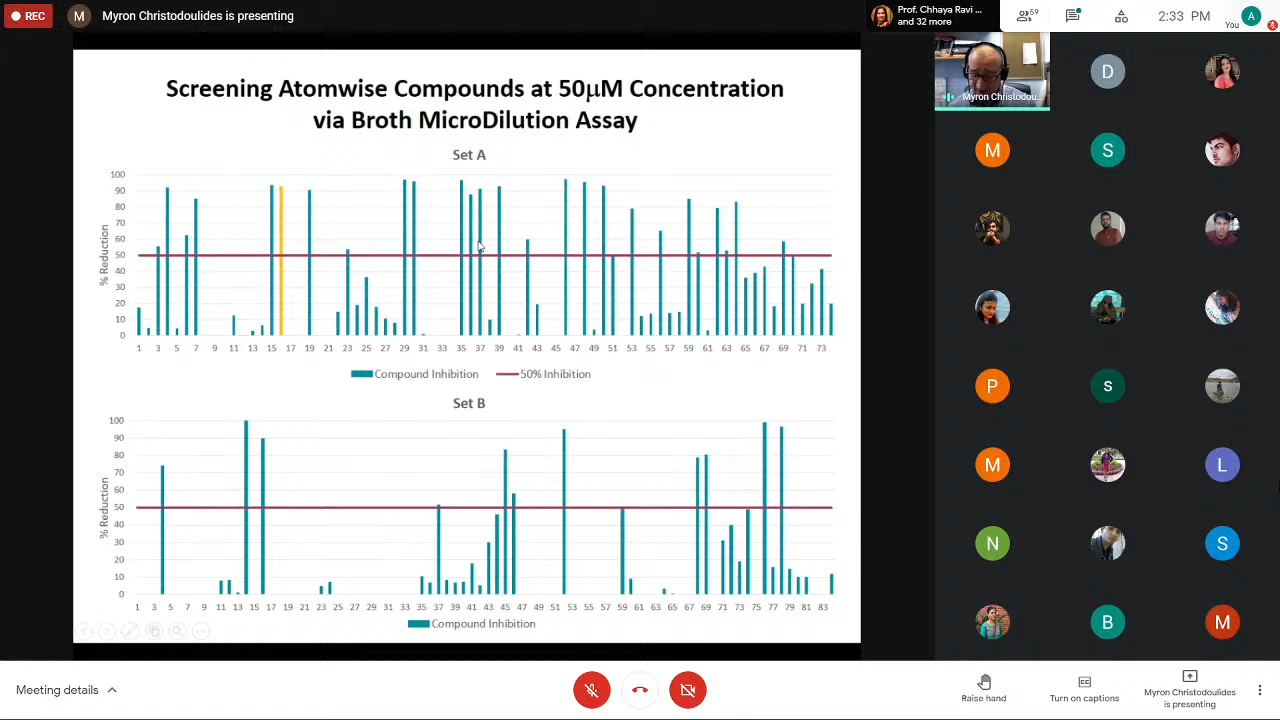 REC
M
Myron Christodoulides is presenting
Prof. Chhaya Ravi ...
and 32 more
59
2:33 PM
A
You
Screening Atomwise Compounds at 50μM Concentration
via Broth MicroDilution Assay
Set A
% Reduction
100
90
80
70
60
50
40
30
20
10
0
1 3 5 7 9 11 13 15 17 19 21 23 25 27 29 31 33 35 37 39 41 43 45 47 49 51 53 55 57 59 61 63 65 67 69 71 73
Compound Inhibition 50% Inhibition
Set B
% Reduction
100
90
80
70
60
50
40
30
20
10
0
1 3 5 7 9 11 13 15 17 19 21 23 25 27 29 31 33 35 37 39 41 43 45 47 49 51 53 55 57 59 61 63 65 67 69 71 73 75 77 79 81 83
Compound Inhibition
Myron Christodou...
D
M
S
P
s
M
L
N
S
B
M
Meeting details
Raise hand
CC
Turn on captions
Myron Christodoulides
is presenting